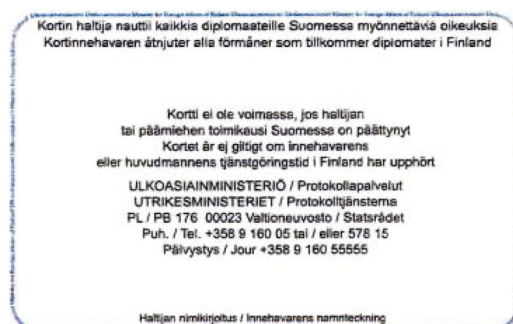 Kortin haltija nauttii kaikkia diplomaateille Suomessa myönnettäviä oikeuksia
Kortinnehavaren åtnjuter alla förmåner som tillkommer diplomater i Finland
Kortti ei ole voimassa, jos haltijan
tai päämiehen toimikausi Suomessa on päättynyt
Kortet är ej giltigt om innehavarens
eller huvudmannens tjänstgöringstid i Finland har upphört
ULKOASIAINMINISTERIÖ / Protokollapalvelut
UTRIKESMINISTERIET / Protokolltjänsterna
PL / PB 176 00023 Valtioneuvosto / Statsrådet
Puh. / Tel. +358 9 160 05 tai / eller 578 15
Päivystys / Jour +358 9 160 55555
Haltijan nimikirjoitus / Innehavarens namnteckning